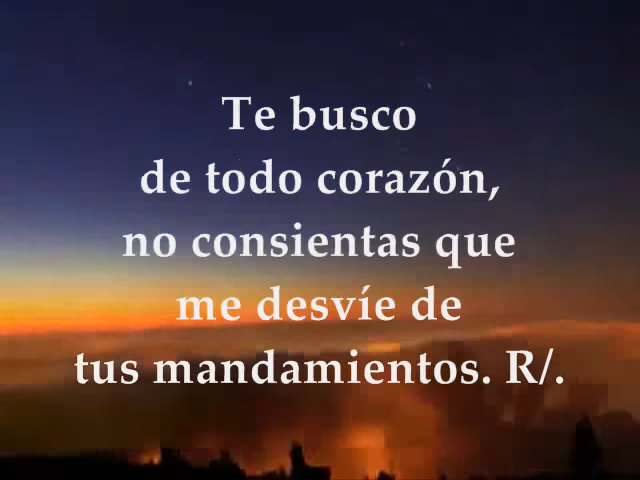 Te busco
de todo corazón,
no consientas que
me desvíe de
tus mandamientos. R/.